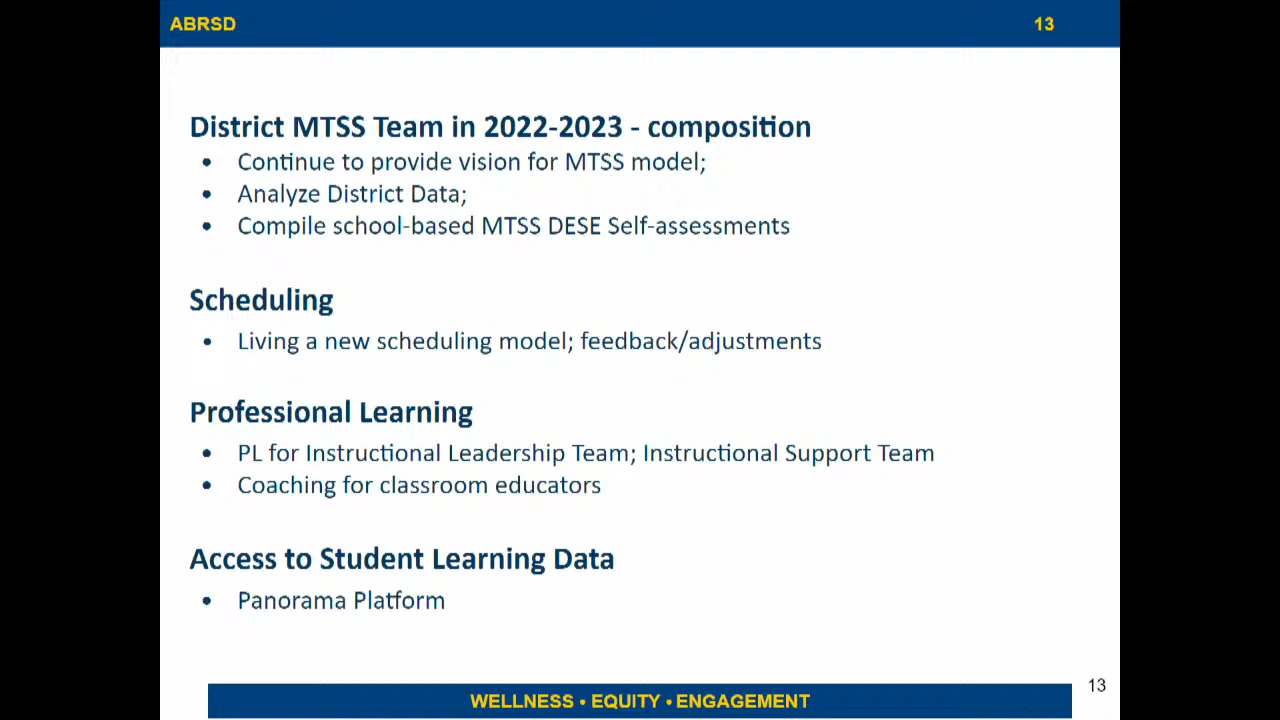 ABRSD 13
District MTSS Team in 2022-2023 - composition
• Continue to provide vision for MTSS model;
• Analyze District Data;
• Compile school-based MTSS DESE Self-assessments
Scheduling
• Living a new scheduling model; feedback/adjustments
Professional Learning
• PL for Instructional Leadership Team; Instructional Support Team
• Coaching for classroom educators
Access to Student Learning Data
• Panorama Platform
WELLNESS • EQUITY • ENGAGEMENT
13